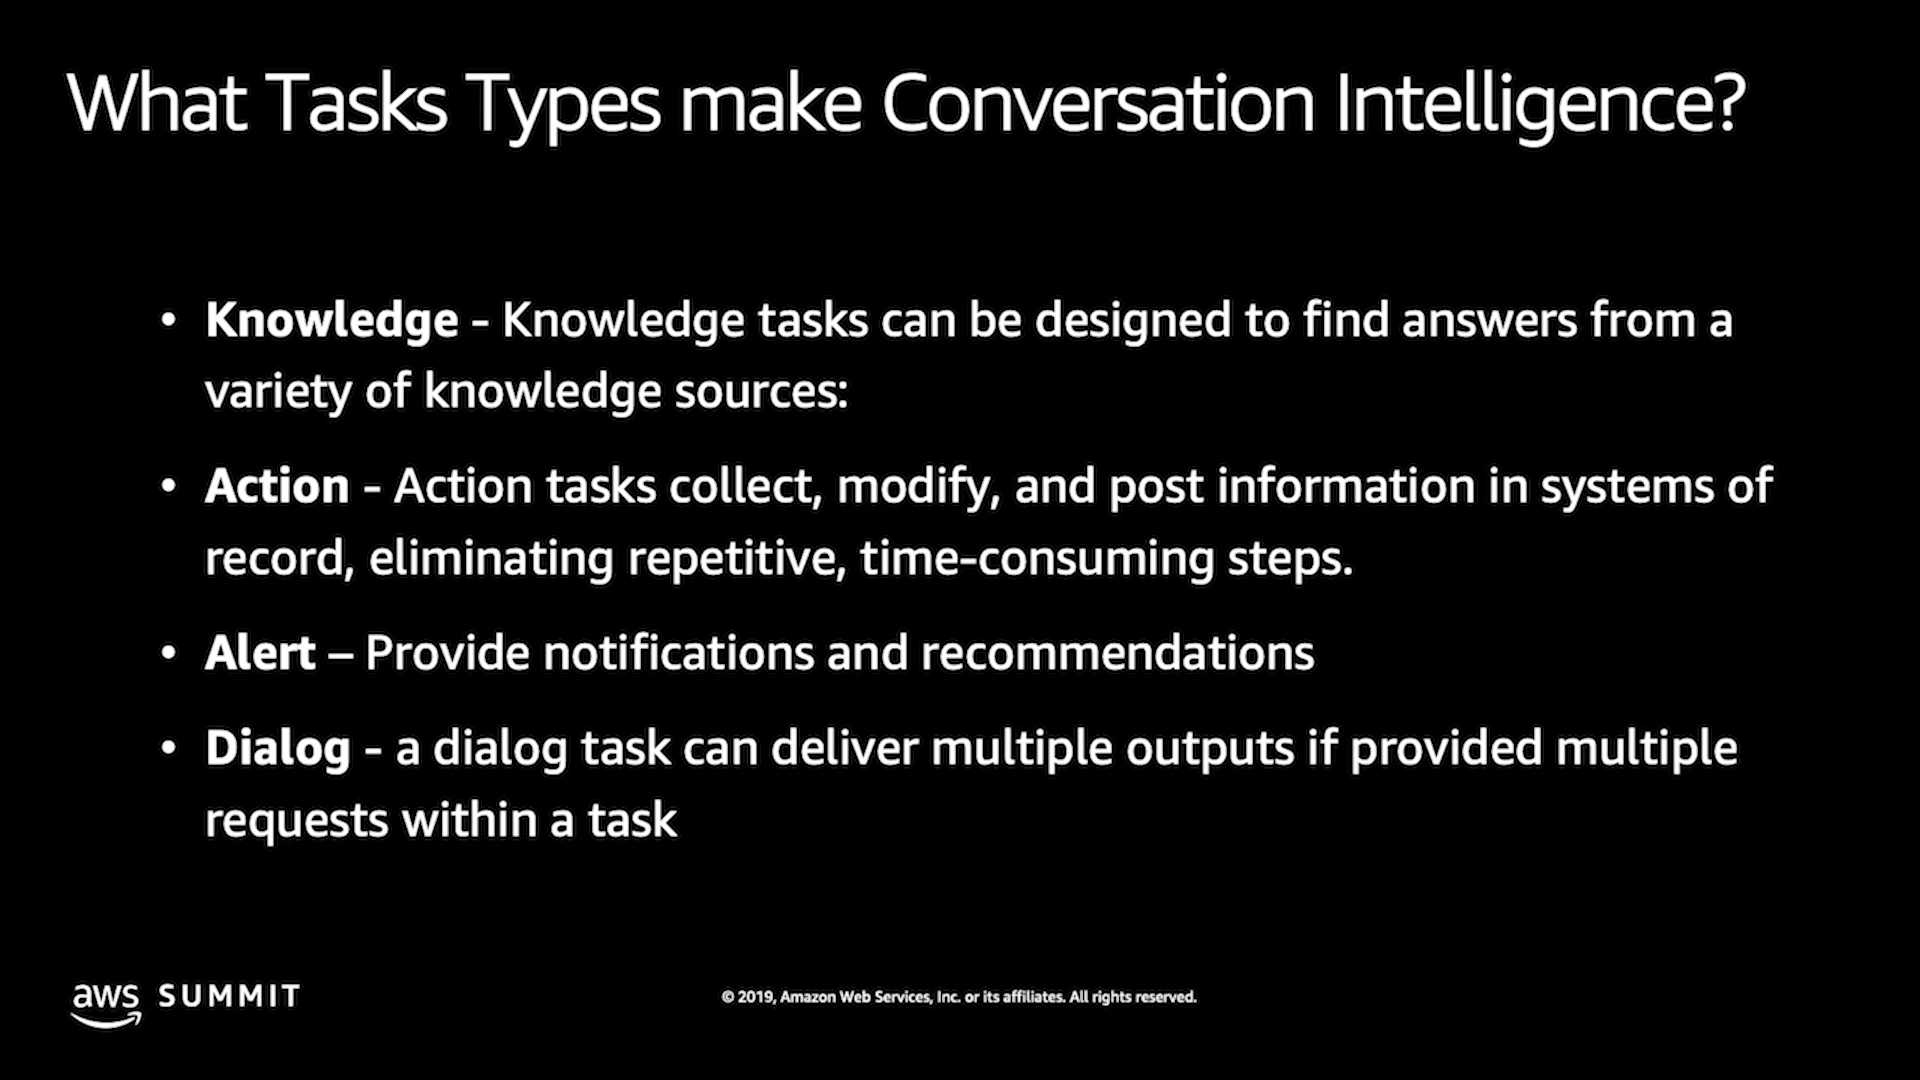 What Tasks Types make Conversation Intelligence?
• Knowledge - Knowledge tasks can be designed to find answers from a
variety of knowledge sources:
• Action - Action tasks collect, modify, and post information in systems of
record, eliminating repetitive, time-consuming steps.
• Alert – Provide notifications and recommendations
• Dialog - a dialog task can deliver multiple outputs if provided multiple
requests within a task
aws SUMMIT
© 2019, Amazon Web Services, Inc. or its affiliates. All rights reserved.